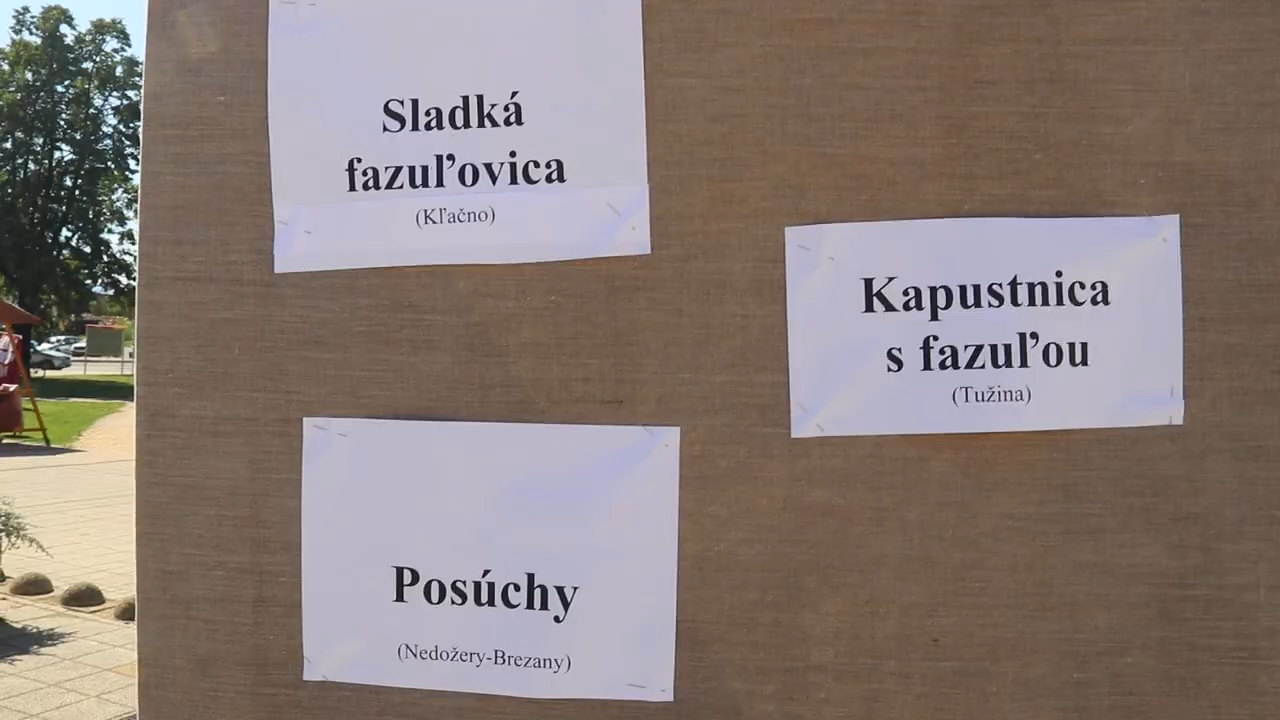 Sladká
fazuľovica
(Kľačno)
Kapustnica
s fazuľou
(Tužina)
Posúchy
(Nedožery-Brezany)